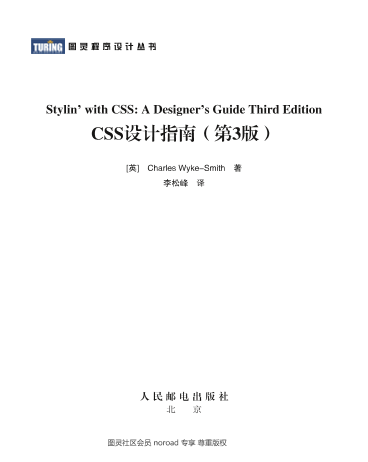 TURING 图灵程序设计丛书
Stylin' with CSS: A Designer's Guide Third Edition
CSS设计指南（第3版）
[英] Charles Wyke-Smith 著
李松峰 译
人民邮电出版社
北 京
图灵社区会员 noroad 专享 尊重版权